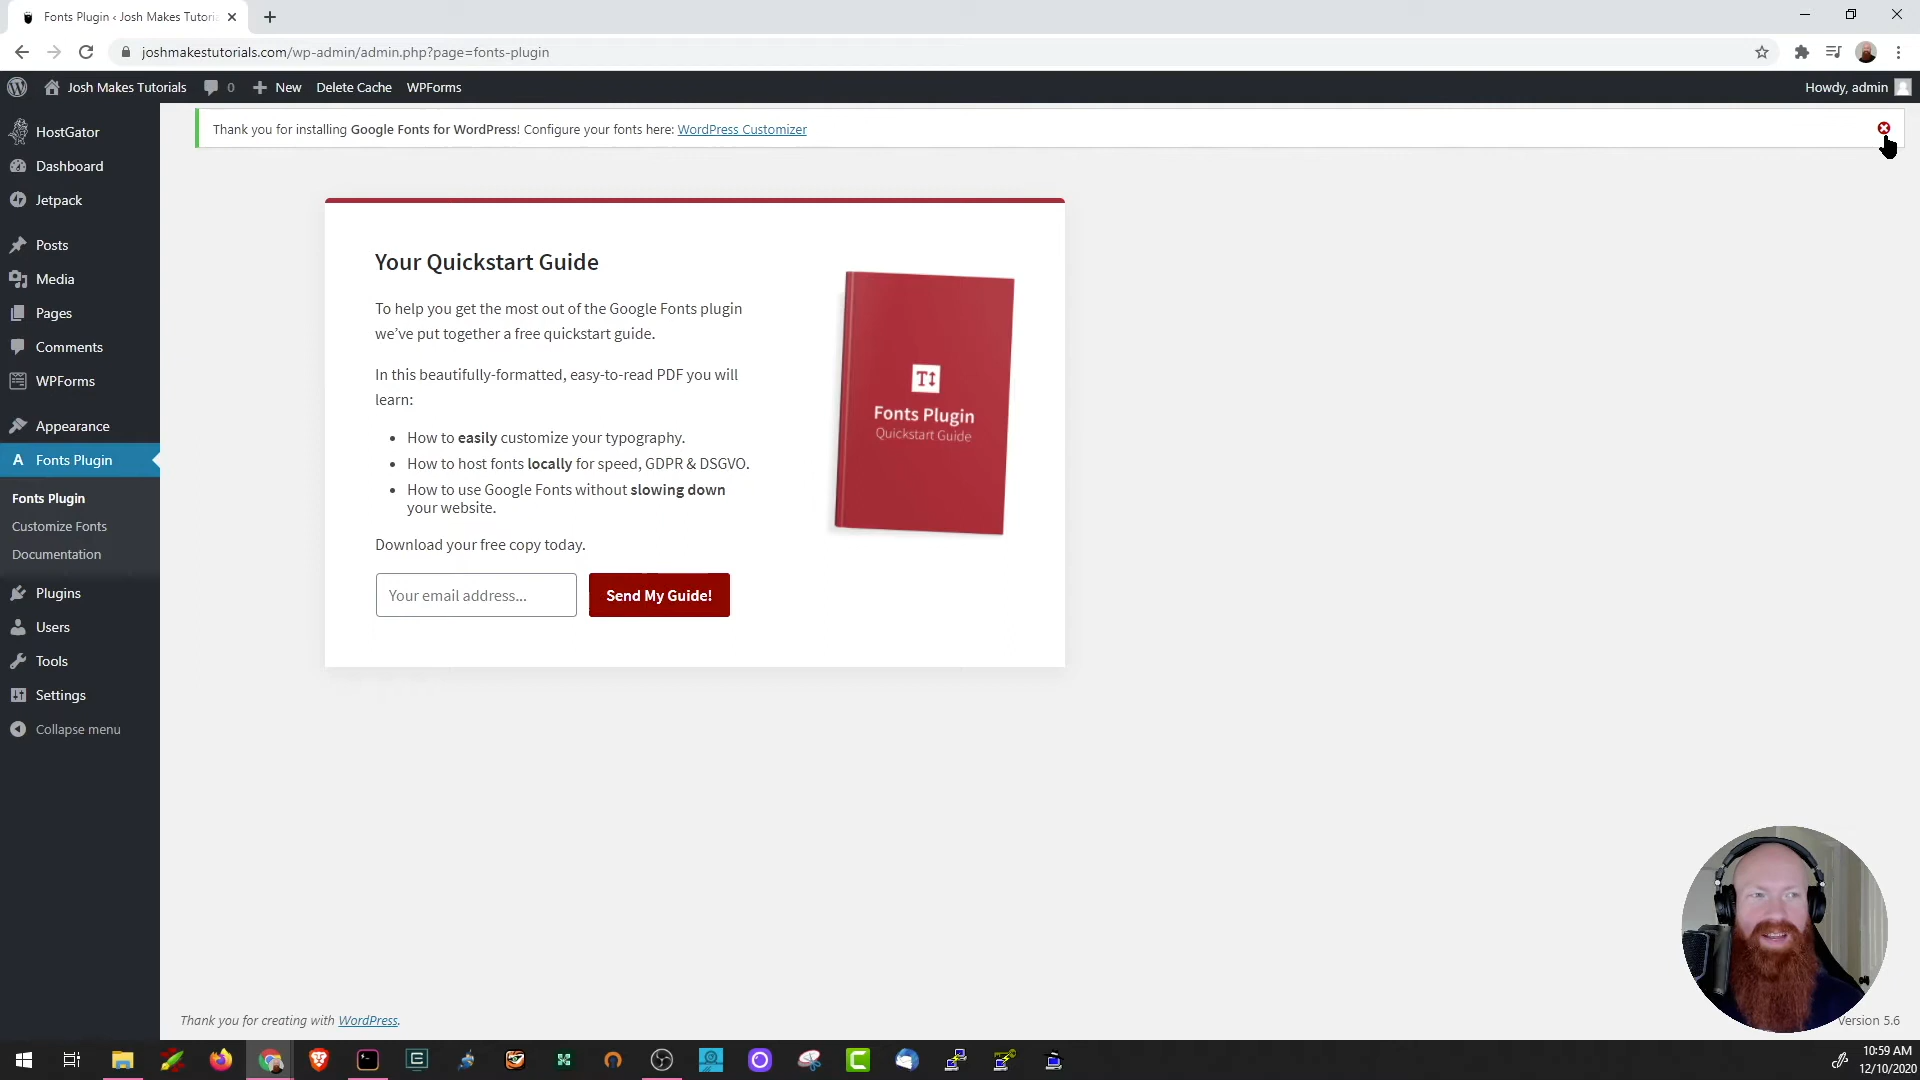 Fonts Plugin ‹ Josh Makes Tutoria
joshmakestutorials.com/wp-admin/admin.php?page=fonts-plugin
Josh Makes Tutorials 0 New Delete Cache WPForms Howdy, admin
HostGator
Dashboard
Jetpack
Posts
Media
Pages
Comments
WPForms
Appearance
A Fonts Plugin
Fonts Plugin
Customize Fonts
Documentation
Plugins
Users
Tools
Settings
Collapse menu
Thank you for installing Google Fonts for WordPress! Configure your fonts here: WordPress Customizer
Your Quickstart Guide
To help you get the most out of the Google Fonts plugin
we've put together a free quickstart guide.
In this beautifully-formatted, easy-to-read PDF you will
learn:
How to easily customize your typography.
How to host fonts locally for speed, GDPR & DSGVO.
How to use Google Fonts without slowing down
your website.
Download your free copy today.
Your email address...
Send My Guide!
T
Fonts Plugin
Quickstart Guide
Thank you for creating with WordPress.
Version 5.6
10:59 AM
12/10/2020